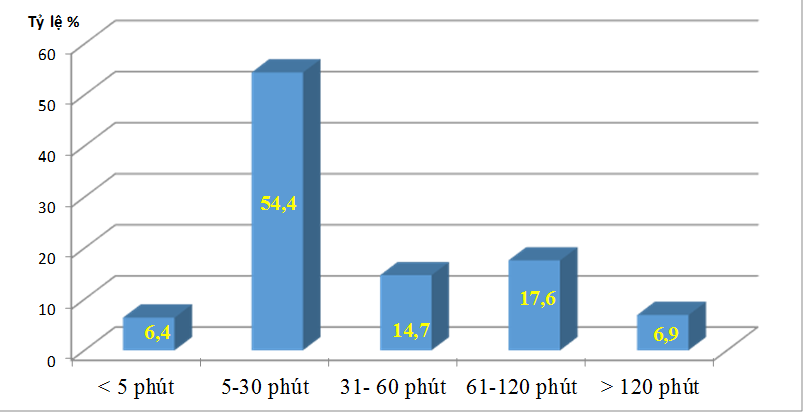 Tỷ lệ %
60
50
40
30
20
10
0
6,4
54,4
14,7
17,6
6,9
< 5 phút
5-30 phút
31- 60 phút
61-120 phút
> 120 phút